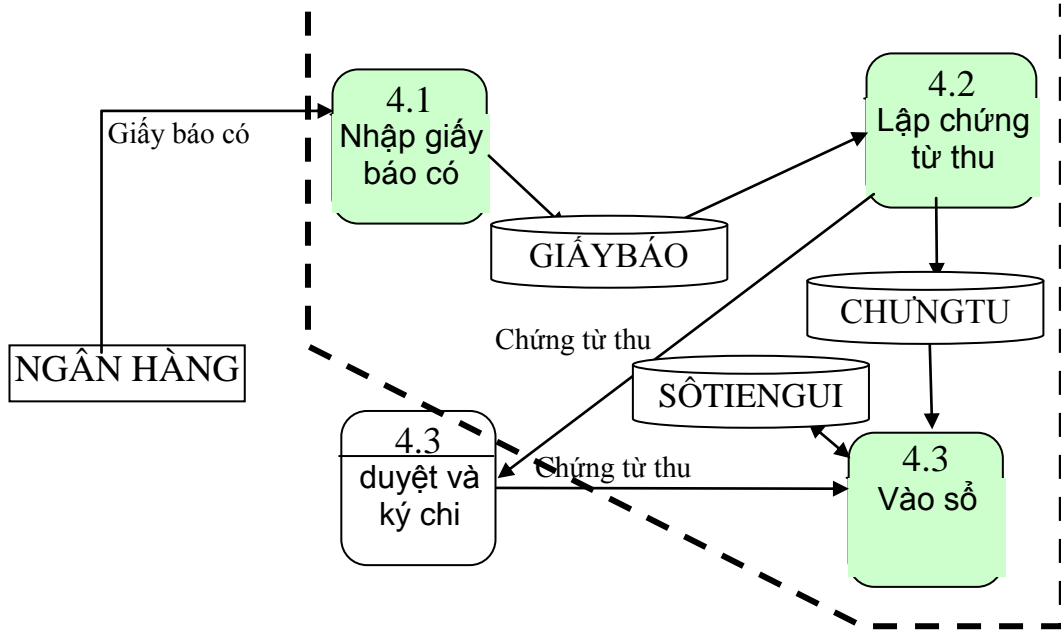 4.1
Nhập giấy
báo có
4.2
Lập chứng
từ thu
Giấy báo có
GIẤYBÁO
CHƯNGTU
Chứng từ thu
NGÂN HÀNG
SÔTIENGUI
4.3
duyệt và
ký chi
Chứng từ thu
4.3
Vào sổ